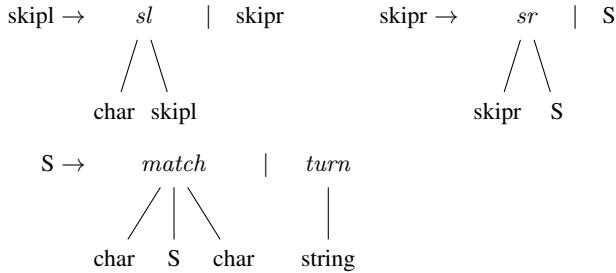 skipl → sl | skipr skipr → sr | S
char skipl skipr S
S → match | turn
char S char string